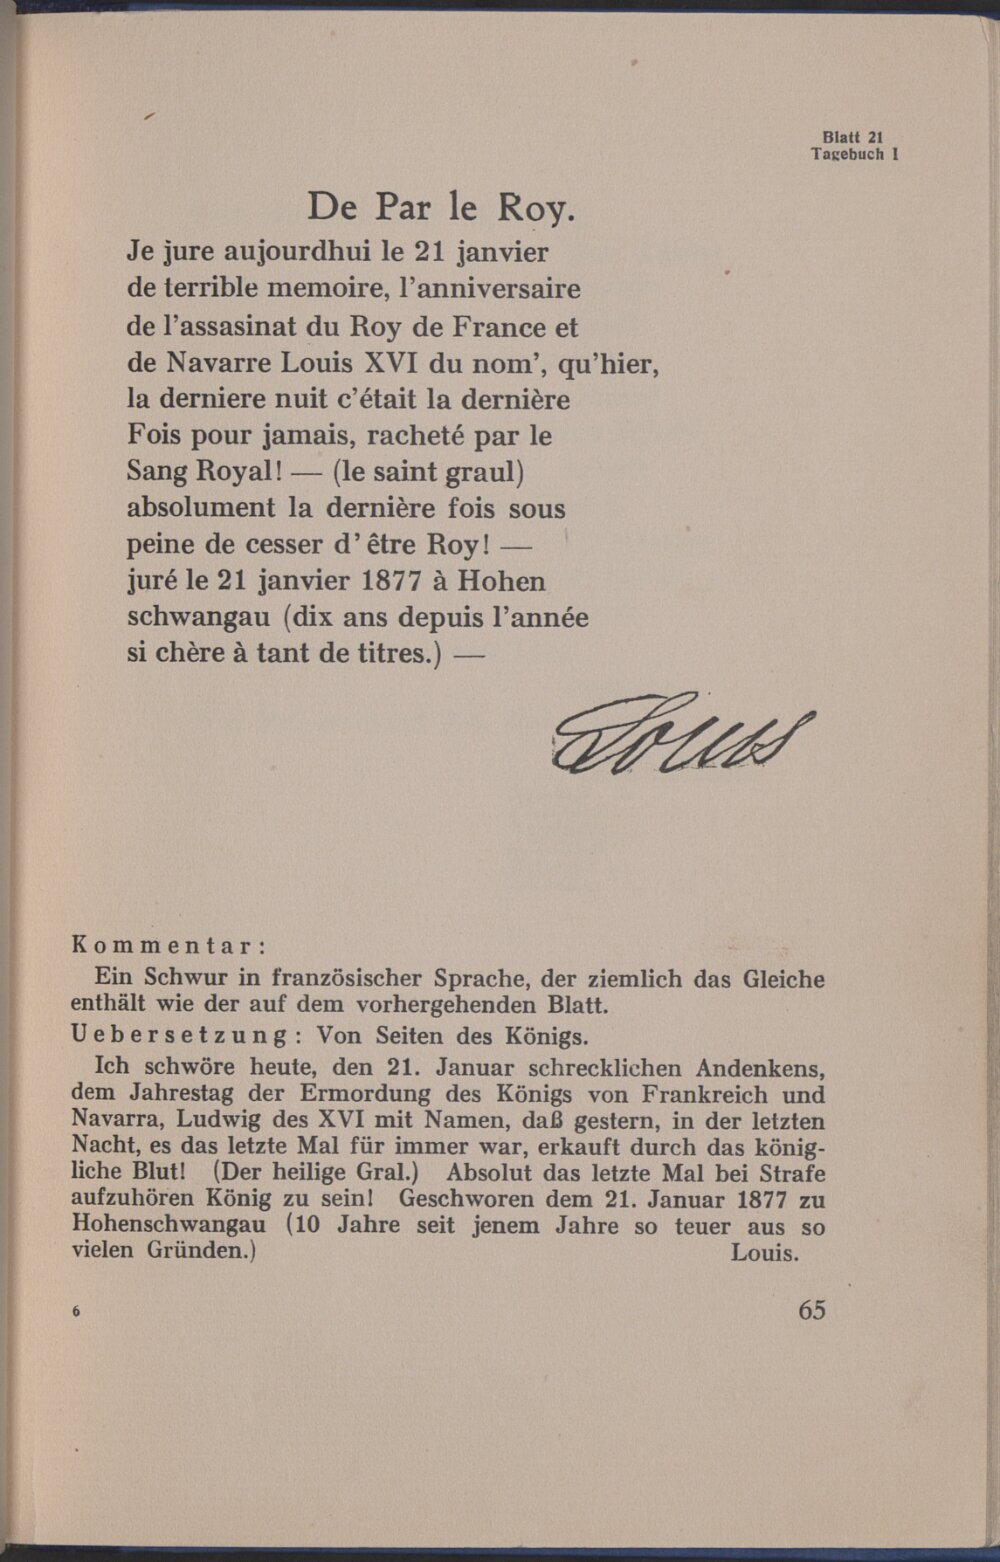 Blatt 21
Tagebuch I
De Par le Roy.
Je jure aujourdhui le 21 janvier
de terrible memoire, l'anniversaire
de l'assasinat du Roy de France et
de Navarre Louis XVI du nom', qu'hier,
la derniere nuit c'était la dernière
Fois pour jamais, racheté par le
Sang Royal! — (le saint graul)
absolument la dernière fois sous
peine de cesser d' être Roy! —
juré le 21 janvier 1877 à Hohen
schwangau (dix ans depuis l'année
si chère à tant de titres.) —
Louis
Kommentar:
Ein Schwur in französischer Sprache, der ziemlich das Gleiche
enthält wie der auf dem vorhergehenden Blatt.
Uebersetzung: Von Seiten des Königs.
Ich schwöre heute, den 21. Januar schrecklichen Andenkens,
dem Jahrestag der Ermordung des Königs von Frankreich und
Navarra, Ludwig des XVI mit Namen, daß gestern, in der letzten
Nacht, es das letzte Mal für immer war, erkauft durch das könig-
liche Blut! (Der heilige Gral.) Absolut das letzte Mal bei Strafe
aufzuhören König zu sein! Geschworen dem 21. Januar 1877 zu
Hohenschwangau (10 Jahre seit jenem Jahre so teuer aus so
vielen Gründen.) Louis.
6 65